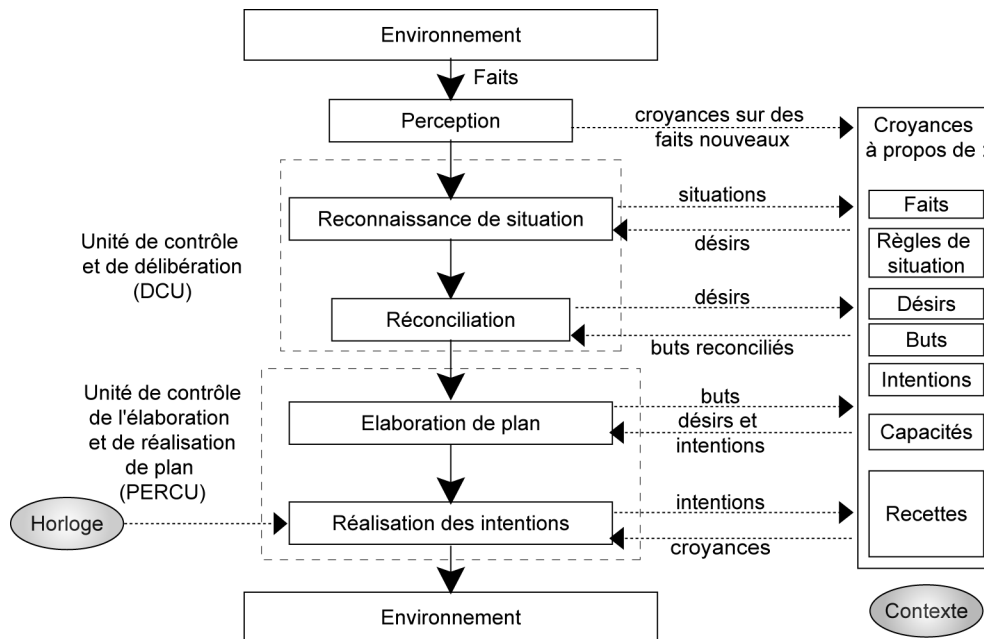 Environnement
Faits
Perception
croyances sur des
faits nouveaux
Croyances
à propos de :
Unité de contrôle
et de délibération
(DCU)
Reconnaissance de situation
situations
désirs
Réconciliation
désirs
buts reconciliés
Faits
Règles de
situation
Désirs
Buts
Intentions
Capacités
Recettes
Unité de contrôle
de l'élaboration
et de réalisation
de plan
(PERCU)
Elaboration de plan
buts
désirs et
intentions
Horloge
Réalisation des intentions
intentions
croyances
Environnement
Contexte